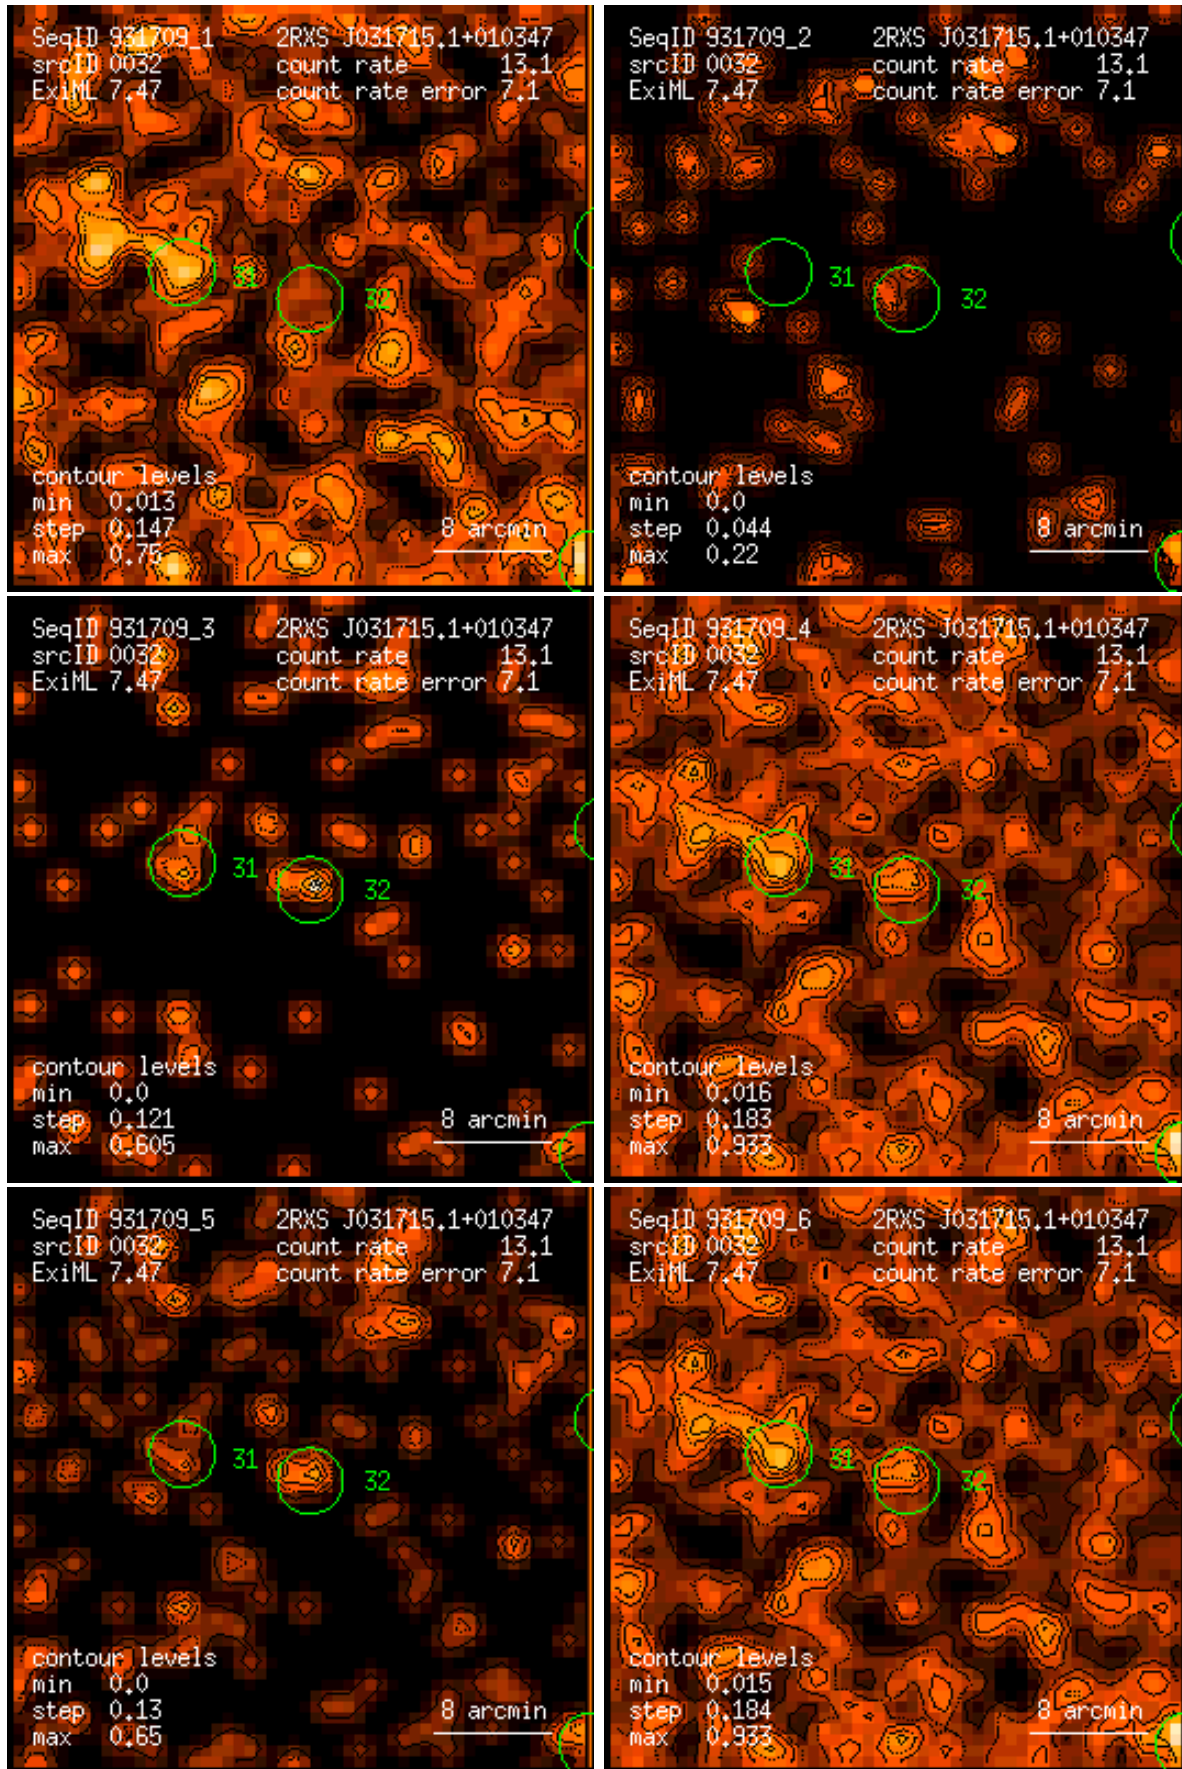 SeqID 931709_1 2RXS J031715.1+010347
srcID 0032 count rate 13.1
ExiML 7.47 count rate error 7.1
31
32
contour levels
min 0.013
step 0.147 8 arcmin
max 0.75
SeqID 931709_2 2RXS J031715.1+010347
srcID 0032 count rate 13.1
ExiML 7.47 count rate error 7.1
31
32
contour levels
min 0.0
step 0.044 8 arcmin
max 0.22
SeqID 931709_3 2RXS J031715.1+010347
srcID 0032 count rate 13.1
ExiML 7.47 count rate error 7.1
31
32
contour levels
min 0.0
step 0.121 8 arcmin
max 0.605
SeqID 931709_4 2RXS J031715.1+010347
srcID 0032 count rate 13.1
ExiML 7.47 count rate error 7.1
31
32
contour levels
min 0.016
step 0.183 8 arcmin
max 0.933
SeqID 931709_5 2RXS J031715.1+010347
srcID 0032 count rate 13.1
ExiML 7.47 count rate error 7.1
31
32
contour levels
min 0.0
step 0.13 8 arcmin
max 0.65
SeqID 931709_6 2RXS J031715.1+010347
srcID 0032 count rate 13.1
ExiML 7.47 count rate error 7.1
31
32
contour levels
min 0.015
step 0.184 8 arcmin
max 0.933